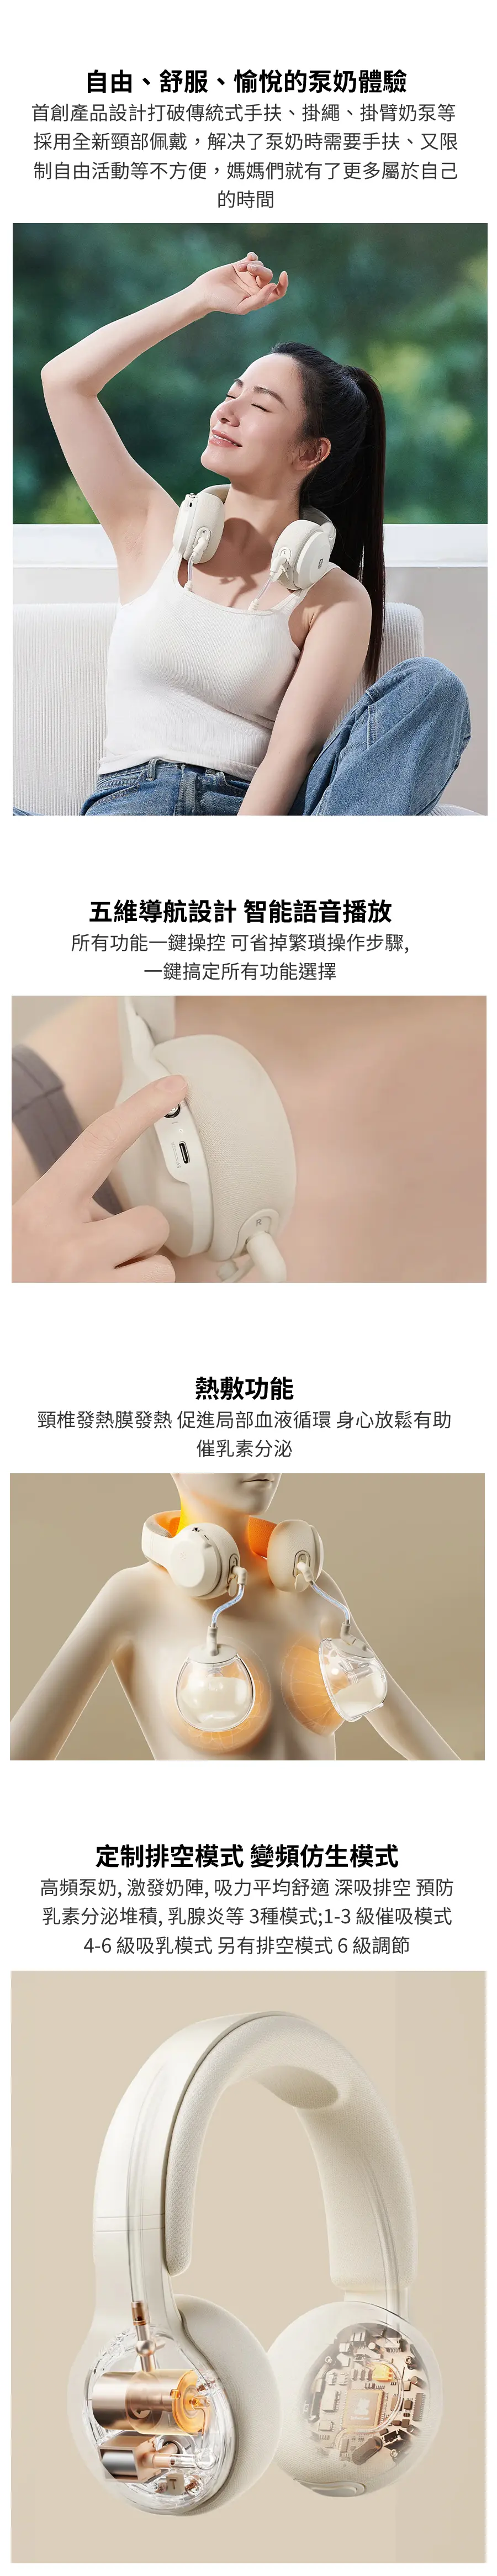 自由、舒服、愉悅的泵奶體驗
首創產品設計打破傳統式手扶、掛繩、掛臂奶泵等
採用全新頸部佩戴，解決了泵奶時需要手扶、又限
制自由活動等不方便，媽媽們就有了更多屬於自己
的時間
五維導航設計 智能語音播放
所有功能一鍵操控 可省掉繁瑣操作步驟,
一鍵搞定所有功能選擇
R
熱敷功能
頸椎發熱膜發熱 促進局部血液循環 身心放鬆有助
催乳素分泌
定制排空模式 變頻仿生模式
高頻泵奶, 激發奶陣, 吸力平均舒適 深吸排空 預防
乳素分泌堆積, 乳腺炎等 3種模式;1-3 級催吸模式
4-6 級吸乳模式 另有排空模式 6 級調節